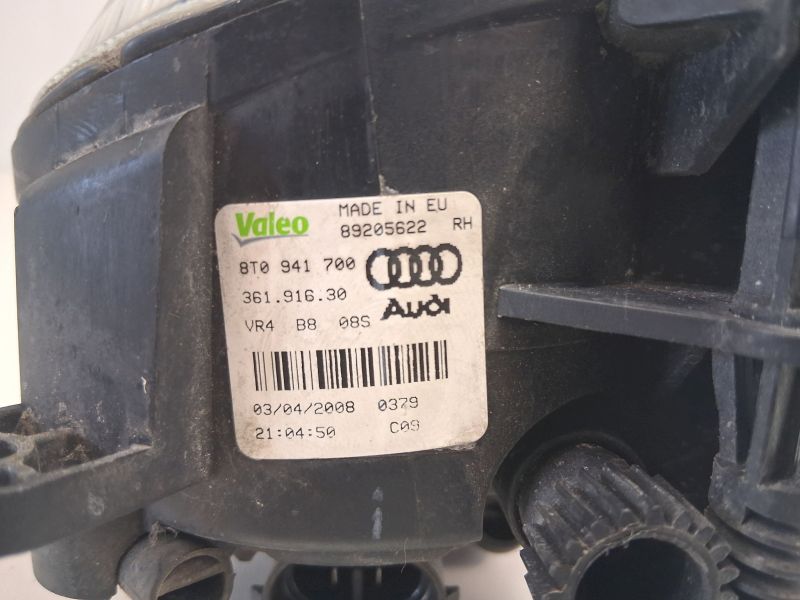 Valeo MADE IN EU
89205622 RH
8T0 941 700
361.916.30 Audi
VR4 B8 08S
03/04/2008 0379
21:04:50 C09